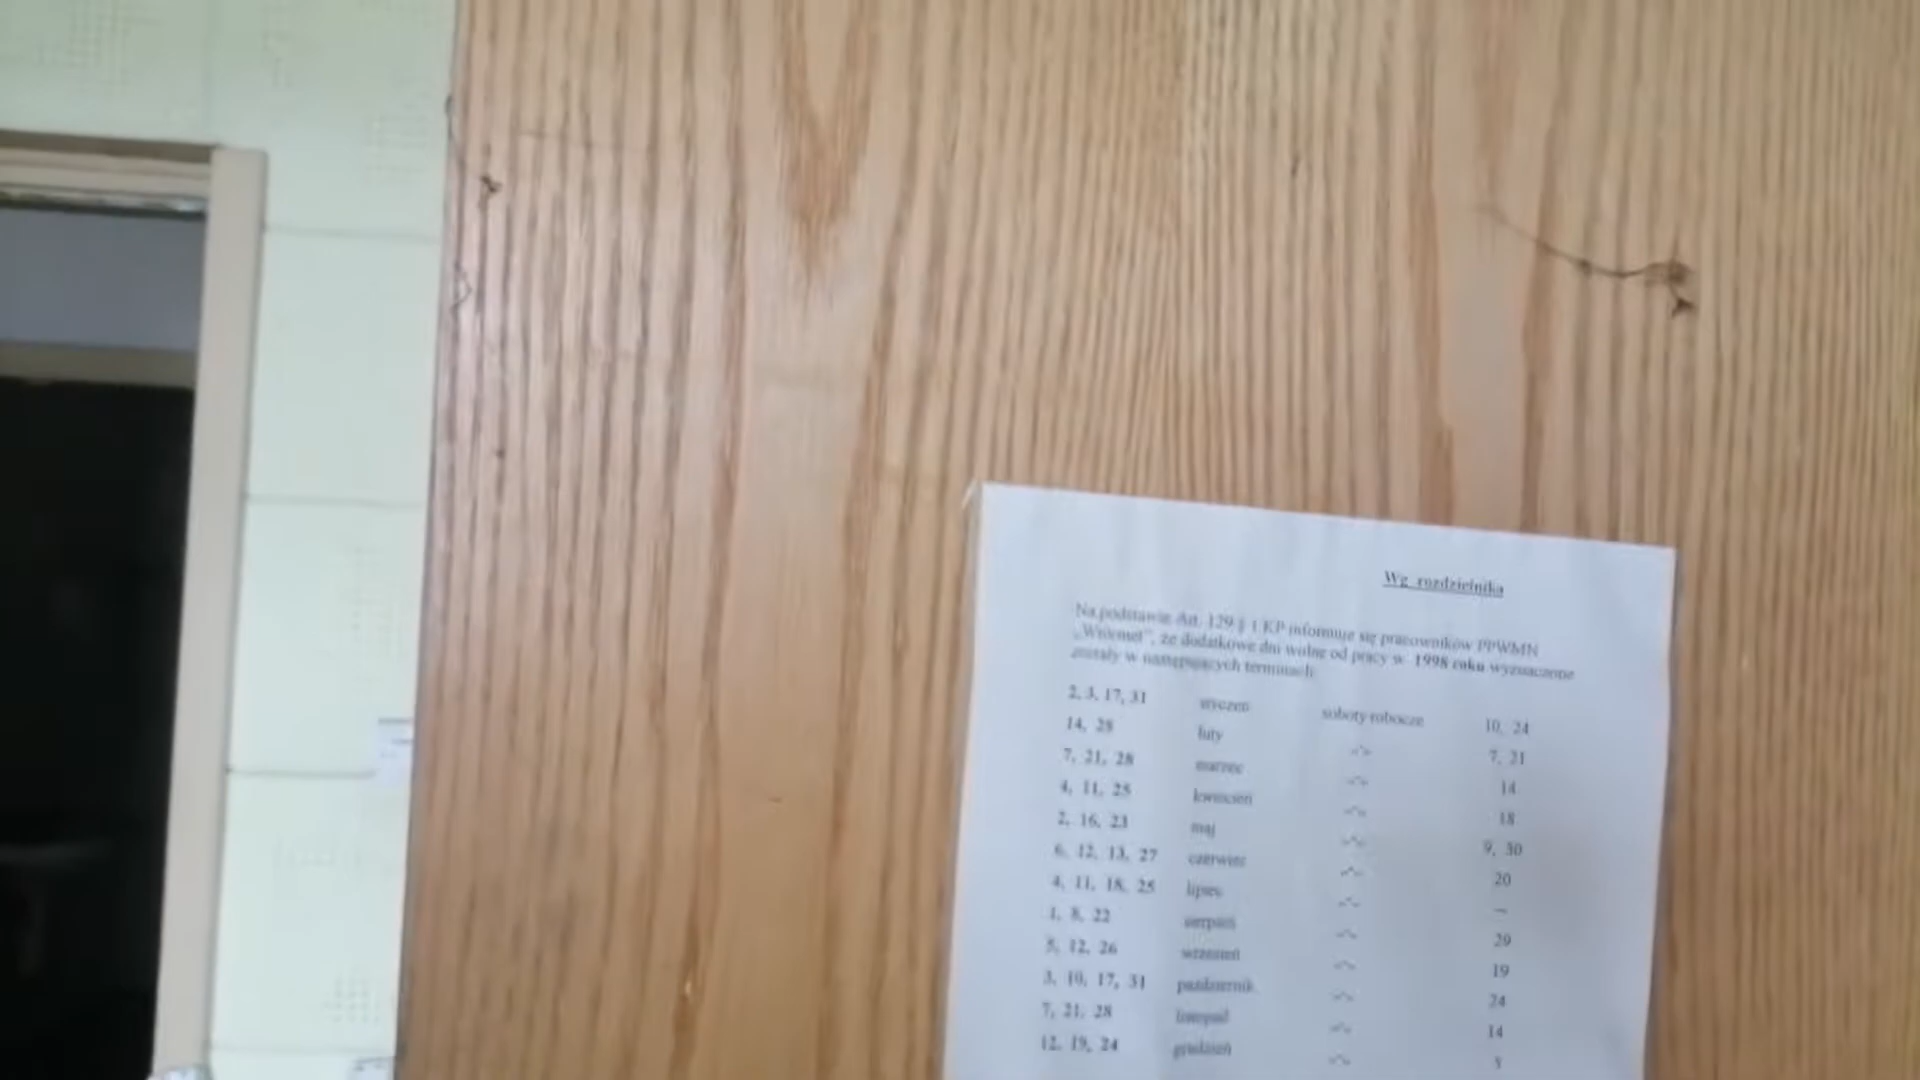 Wg rozdzielnika
Na podstawie Art. 129 § 1 KP informuje się pracowników PPWMN
„Wróxmet”, że dodatkowe dni wolne od pracy w 1998 roku wyznaczone
zostały w następujących terminach:
2, 3, 17, 31 styczeń soboty robocze 10, 24
14, 28 luty -"- 7, 21
7, 21, 28 marzec -"- 14
4, 11, 25 kwiecień -"- 18
2, 16, 23 maj -"- 9, 30
6, 12, 13, 27 czerwiec -"- 20
4, 11, 18, 25 lipiec -"- -
1, 8, 22 sierpień -"- 29
5, 12, 26 wrzesień -"- 19
3, 10, 17, 31 październik -"- 24
7, 21, 28 listopad -"- 14
12, 19, 24 grudzień -"-